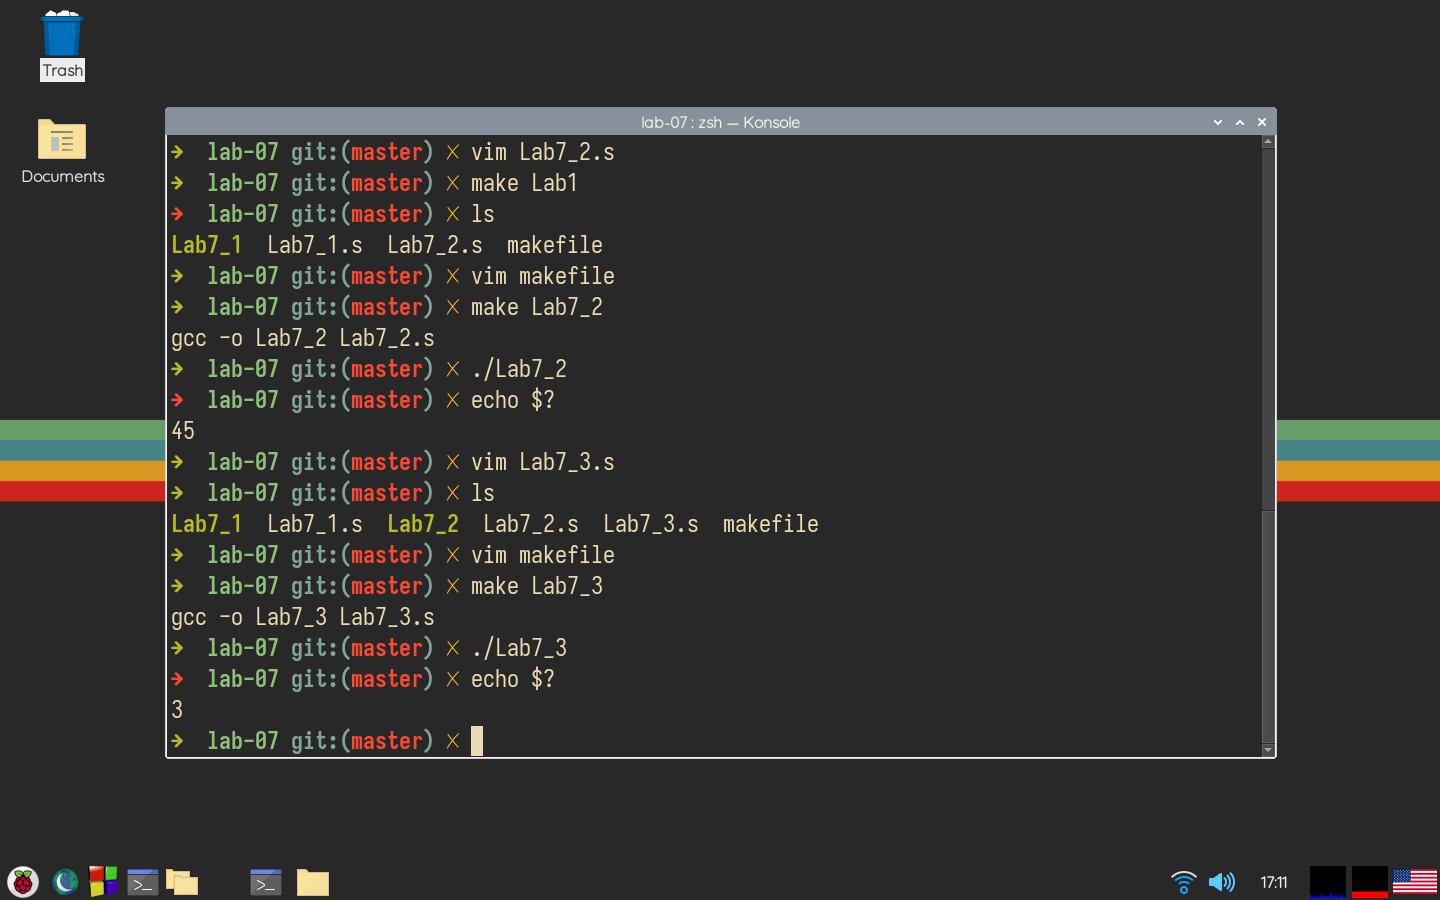 Trash
Documents
lab-07 : zsh — Konsole
➜  lab-07 git:(master) ✗ vim Lab7_2.s
➜  lab-07 git:(master) ✗ make Lab1
➜  lab-07 git:(master) ✗ ls
Lab7_1  Lab7_1.s  Lab7_2.s  makefile
➜  lab-07 git:(master) ✗ vim makefile
➜  lab-07 git:(master) ✗ make Lab7_2
gcc -o Lab7_2 Lab7_2.s
➜  lab-07 git:(master) ✗ ./Lab7_2
➜  lab-07 git:(master) ✗ echo $?
45
➜  lab-07 git:(master) ✗ vim Lab7_3.s
➜  lab-07 git:(master) ✗ ls
Lab7_1  Lab7_1.s  Lab7_2  Lab7_2.s  Lab7_3.s  makefile
➜  lab-07 git:(master) ✗ vim makefile
➜  lab-07 git:(master) ✗ make Lab7_3
gcc -o Lab7_3 Lab7_3.s
➜  lab-07 git:(master) ✗ ./Lab7_3
➜  lab-07 git:(master) ✗ echo $?
3
➜  lab-07 git:(master) ✗
17:11